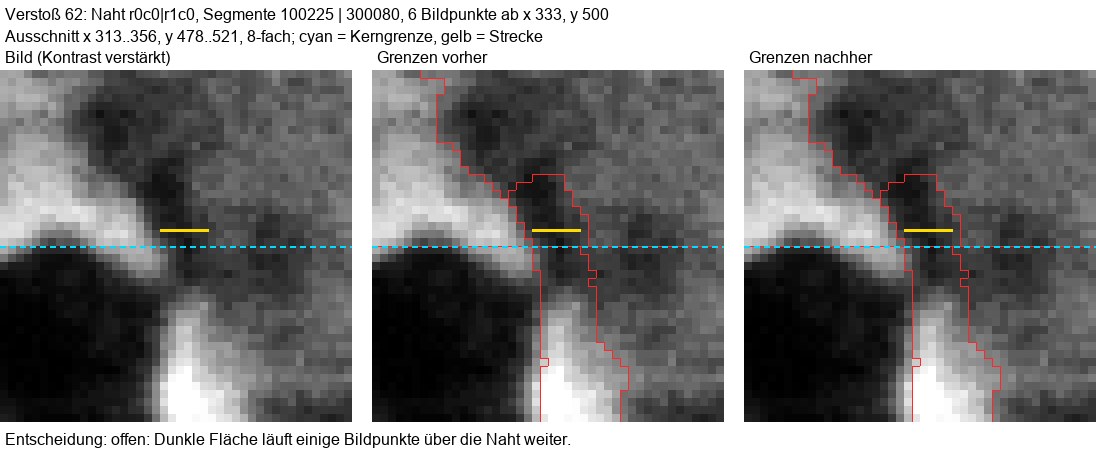 Verstoß 62: Naht r0c0|r1c0, Segmente 100225 | 300080, 6 Bildpunkte ab x 333, y 500
Ausschnitt x 313..356, y 478..521, 8-fach; cyan = Kerngrenze, gelb = Strecke
Bild (Kontrast verstärkt)
Grenzen vorher
Grenzen nachher
Entscheidung: offen: Dunkle Fläche läuft einige Bildpunkte über die Naht weiter.